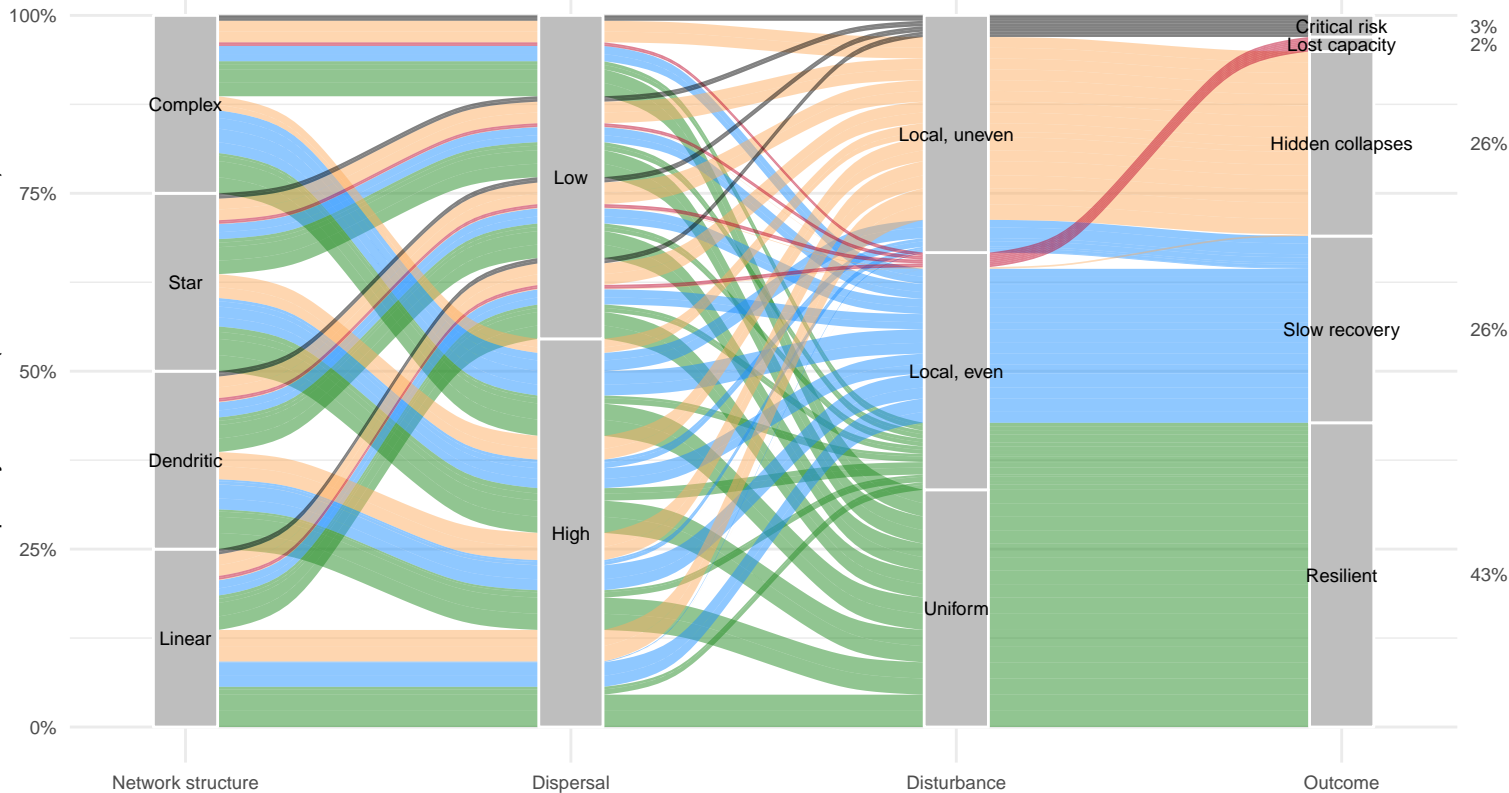 100%
75%
50%
25%
0%
Complex
Star
Dendritic
Linear
Low
High
Local, uneven
Local, even
Uniform
Critical risk
Lost capacity
Hidden collapses
Slow recovery
Resilient
3%
2%
26%
26%
43%
Network structure
Dispersal
Disturbance
Outcome